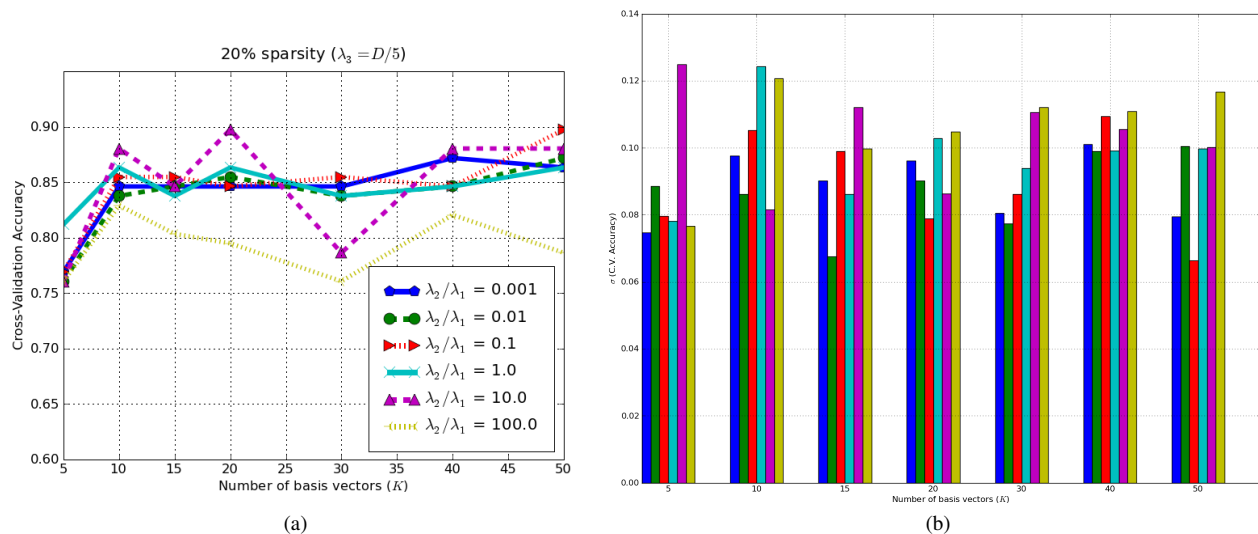 20% sparsity (λ₃ = D/5)
Cross-Validation Accuracy
0.90
0.85
0.80
0.75
0.70
0.65
0.60
5 10 15 20 25 30 35 40 45 50
Number of basis vectors (K)
λ₂/λ₁ = 0.001
λ₂/λ₁ = 0.01
λ₂/λ₁ = 0.1
λ₂/λ₁ = 1.0
λ₂/λ₁ = 10.0
λ₂/λ₁ = 100.0
(a)
σ (C.V. Accuracy)
0.14
0.12
0.10
0.08
0.06
0.04
0.02
0.00
5 10 15 20 30 40 50
Number of basis vectors (K)
(b)